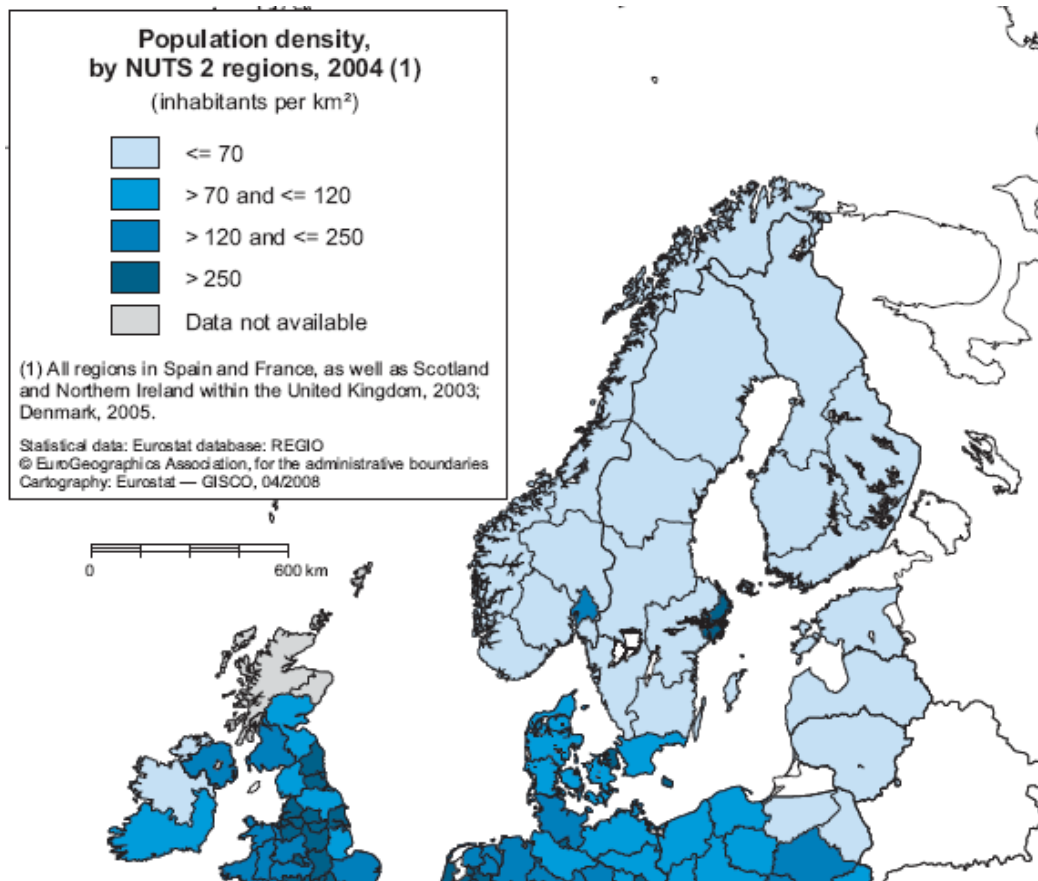 Population density,
by NUTS 2 regions, 2004 (1)
(inhabitants per km²)
<= 70
> 70 and <= 120
> 120 and <= 250
> 250
Data not available
(1) All regions in Spain and France, as well as Scotland
and Northern Ireland within the United Kingdom, 2003;
Denmark, 2005.
Statistical data: Eurostat database: REGIO
© EuroGeographics Association, for the administrative boundaries
Cartography: Eurostat — GISCO, 04/2008
0 600 km